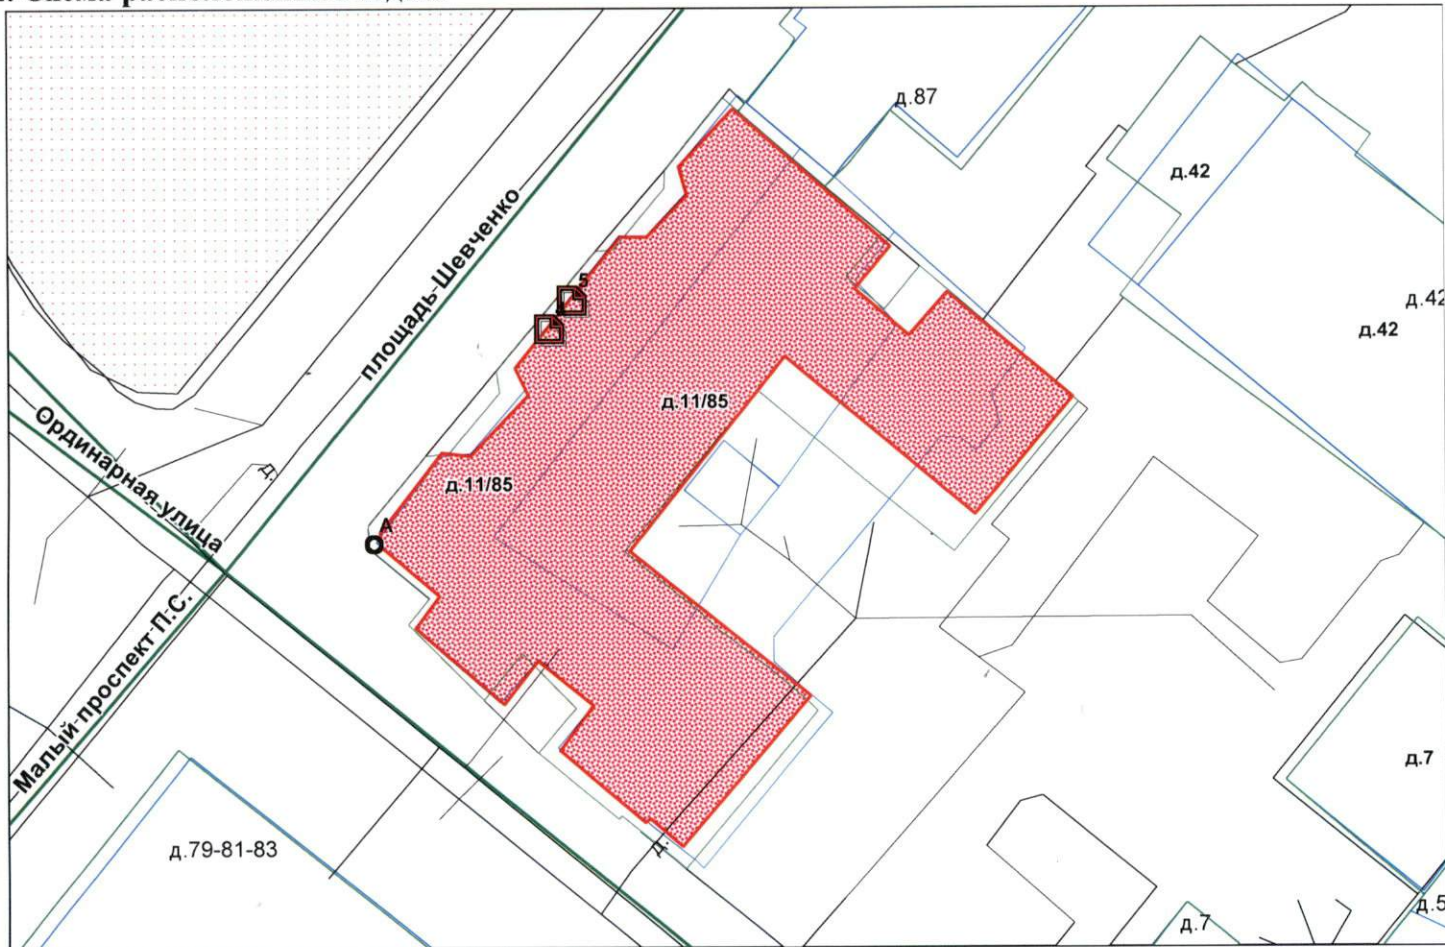 д.87
д.42
площадь Шевченко
5
д.42
д.42
д.11/85
Ординарная улица
д.
д.11/85
А
Малый проспект П.С.
д.7
д.
д.79-81-83
д.5
д.7